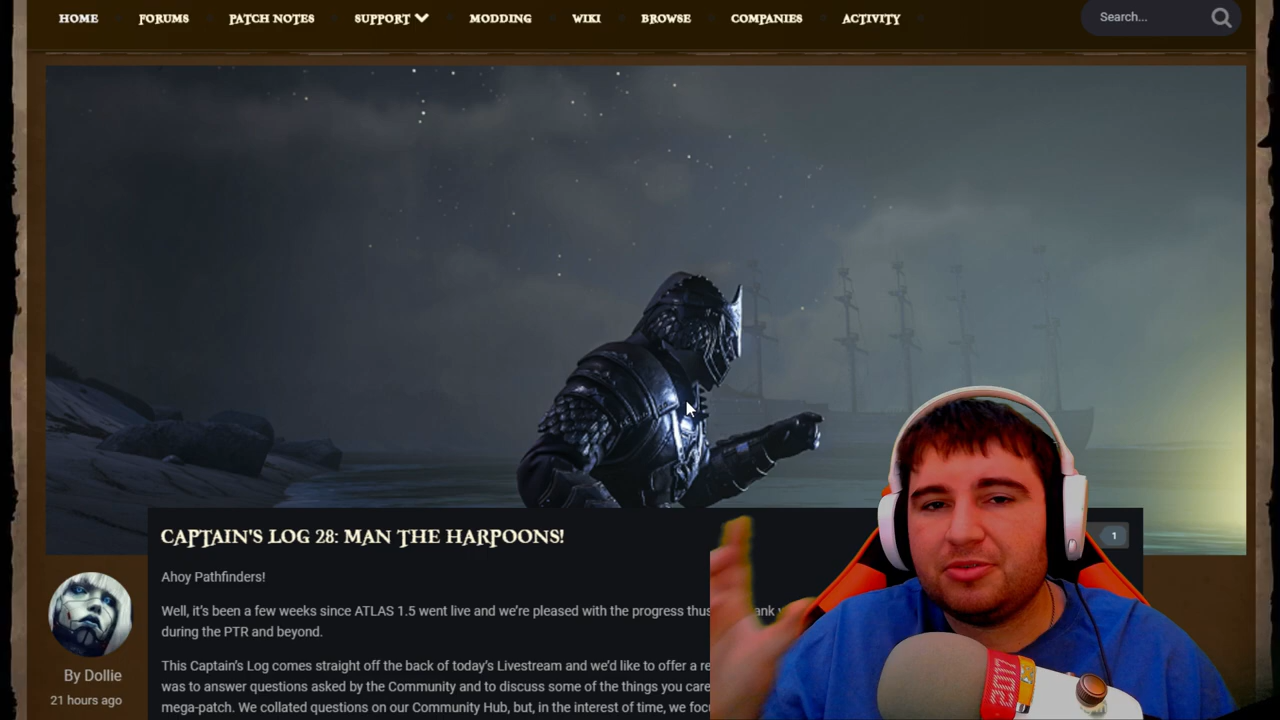 HOME FORUMS PATCH NOTES SUPPORT MODDING WIKI BROWSE COMPANIES ACTIVITY Search...
CAPTAIN'S LOG 28: MAN THE HARPOONS! 1
Ahoy Pathfinders!
Well, it's been a few weeks since ATLAS 1.5 went live and we're pleased with the progress thus
during the PTR and beyond.
This Captain's Log comes straight off the back of today's Livestream and we'd like to offer a
was to answer questions asked by the Community and to discuss some of the things you care
mega-patch. We collated questions on our Community Hub, but, in the interest of time, we
By Dollie
21 hours ago